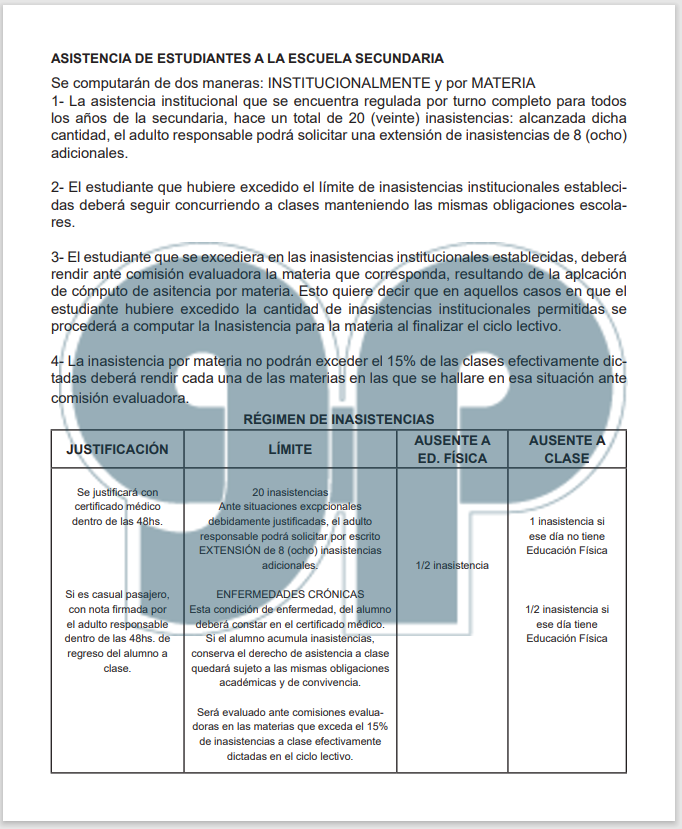 ASISTENCIA DE ESTUDIANTES A LA ESCUELA SECUNDARIA
Se computarán de dos maneras: INSTITUCIONALMENTE y por MATERIA
1- La asistencia institucional que se encuentra regulada por turno completo para todos
los años de la secundaria, hace un total de 20 (veinte) inasistencias: alcanzada dicha
cantidad, el adulto responsable podrá solicitar una extensión de inasistencias de 8 (ocho)
adicionales.
2- El estudiante que hubiere excedido el límite de inasistencias institucionales estableci-
das deberá seguir concurriendo a clases manteniendo las mismas obligaciones escola-
res.
3- El estudiante que se excediera en las inasistencias institucionales establecidas, deberá
rendir ante comisión evaluadora la materia que corresponda, resultando de la aplcación
de cómputo de asitencia por materia. Esto quiere decir que en aquellos casos en que el
estudiante hubiere excedido la cantidad de inasistencias institucionales permitidas se
procederá a computar la Inasistencia para la materia al finalizar el ciclo lectivo.
4- La inasistencia por materia no podrán exceder el 15% de las clases efectivamente dic-
tadas deberá rendir cada una de las materias en las que se hallare en esa situación ante
comisión evaluadora.
RÉGIMEN DE INASISTENCIAS
JUSTIFICACIÓN
LÍMITE
AUSENTE A
ED. FÍSICA
AUSENTE A
CLASE
Se justificará con
certificado médico
dentro de las 48hs.
Si es casual pasajero,
con nota firmada por
el adulto responsable
dentro de las 48hs. de
regreso del alumno a
clase.
20 inasistencias
Ante situaciones excpcionales
debidamente justificadas, el adulto
responsable podrá solicitar por escrito
EXTENSIÓN de 8 (ocho) inasistencias
adicionales.
ENFERMEDADES CRÓNICAS
Esta condición de enfermedad, del alumno
deberá constar en el certificado médico.
Si el alumno acumula inasistencias,
conserva el derecho de asistencia a clase
quedará sujeto a las mismas obligaciones
académicas y de convivencia.
Será evaluado ante comisiones evalua-
doras en las materias que exceda el 15%
de inasistencias a clase efectivamente
dictadas en el ciclo lectivo.
1/2 inasistencia
1 inasistencia si
ese día no tiene
Educación Física
1/2 inasistencia si
ese día tiene
Educación Física